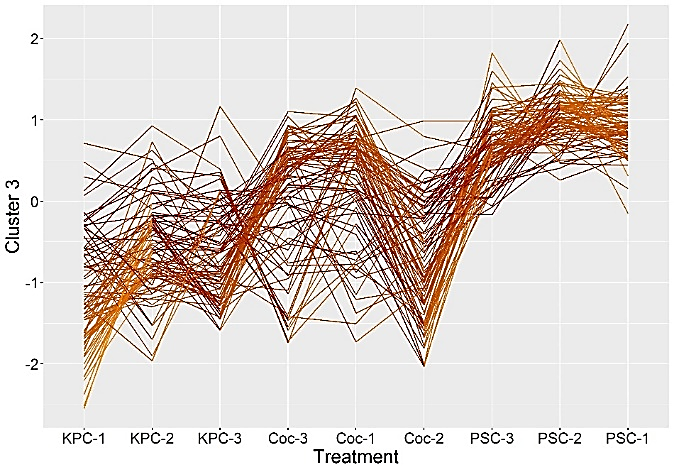 Cluster 3
2
1
0
-1
-2
KPC-1 KPC-2 KPC-3 Coc-3 Coc-1 Coc-2 PSC-3 PSC-2 PSC-1
Treatment